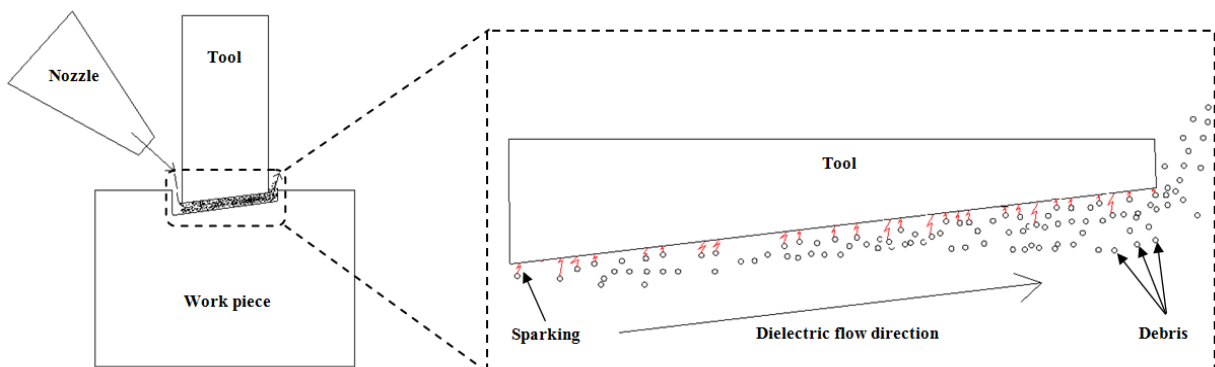 Nozzle
Tool
Work piece
Tool
Sparking
Dielectric flow direction
Debris